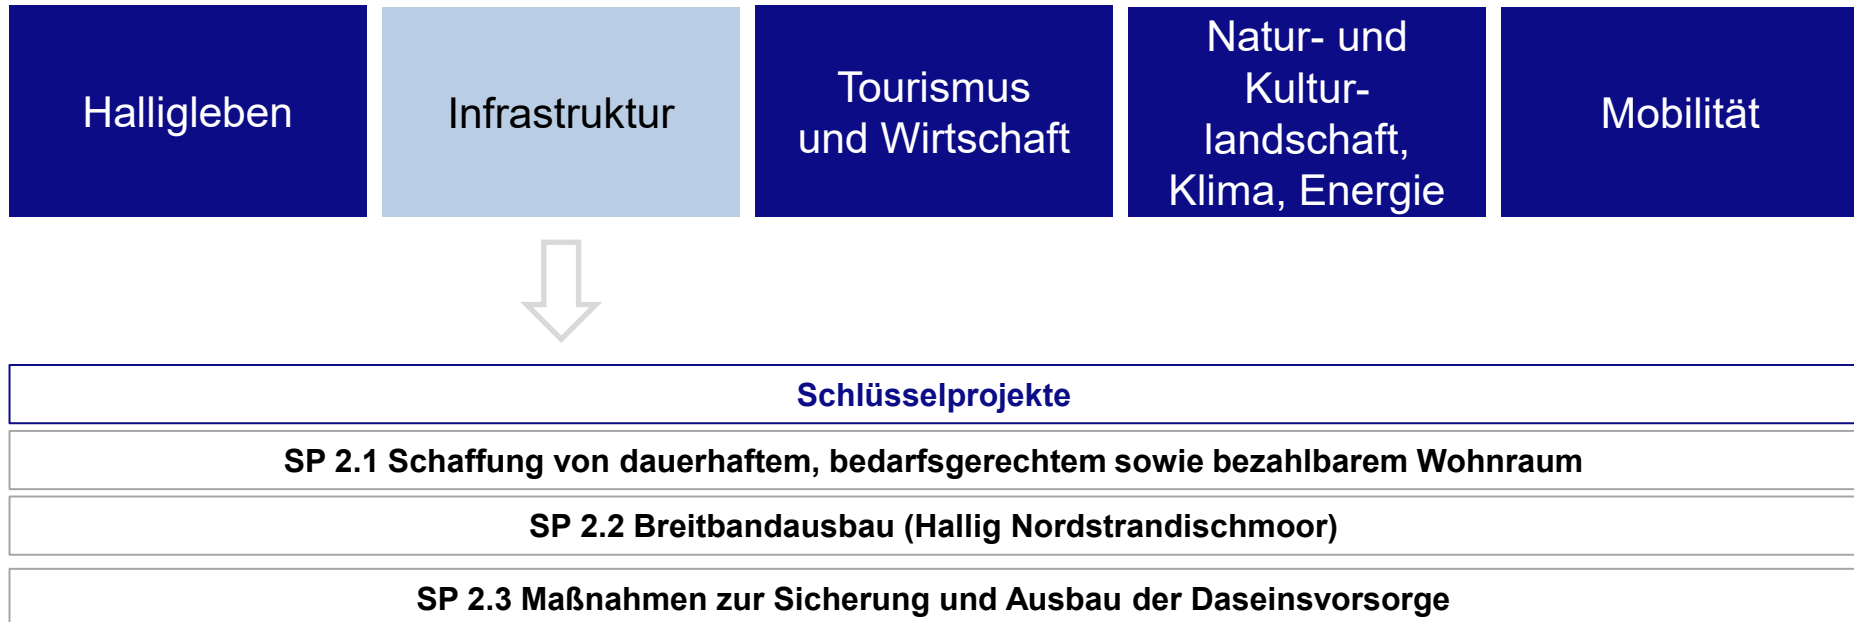 Halligleben
Infrastruktur
Tourismus
und Wirtschaft
Natur- und
Kultur-
landschaft,
Klima, Energie
Mobilität
Schlüsselprojekte
SP 2.1 Schaffung von dauerhaftem, bedarfsgerechtem sowie bezahlbarem Wohnraum
SP 2.2 Breitbandausbau (Hallig Nordstrandischmoor)
SP 2.3 Maßnahmen zur Sicherung und Ausbau der Daseinsvorsorge